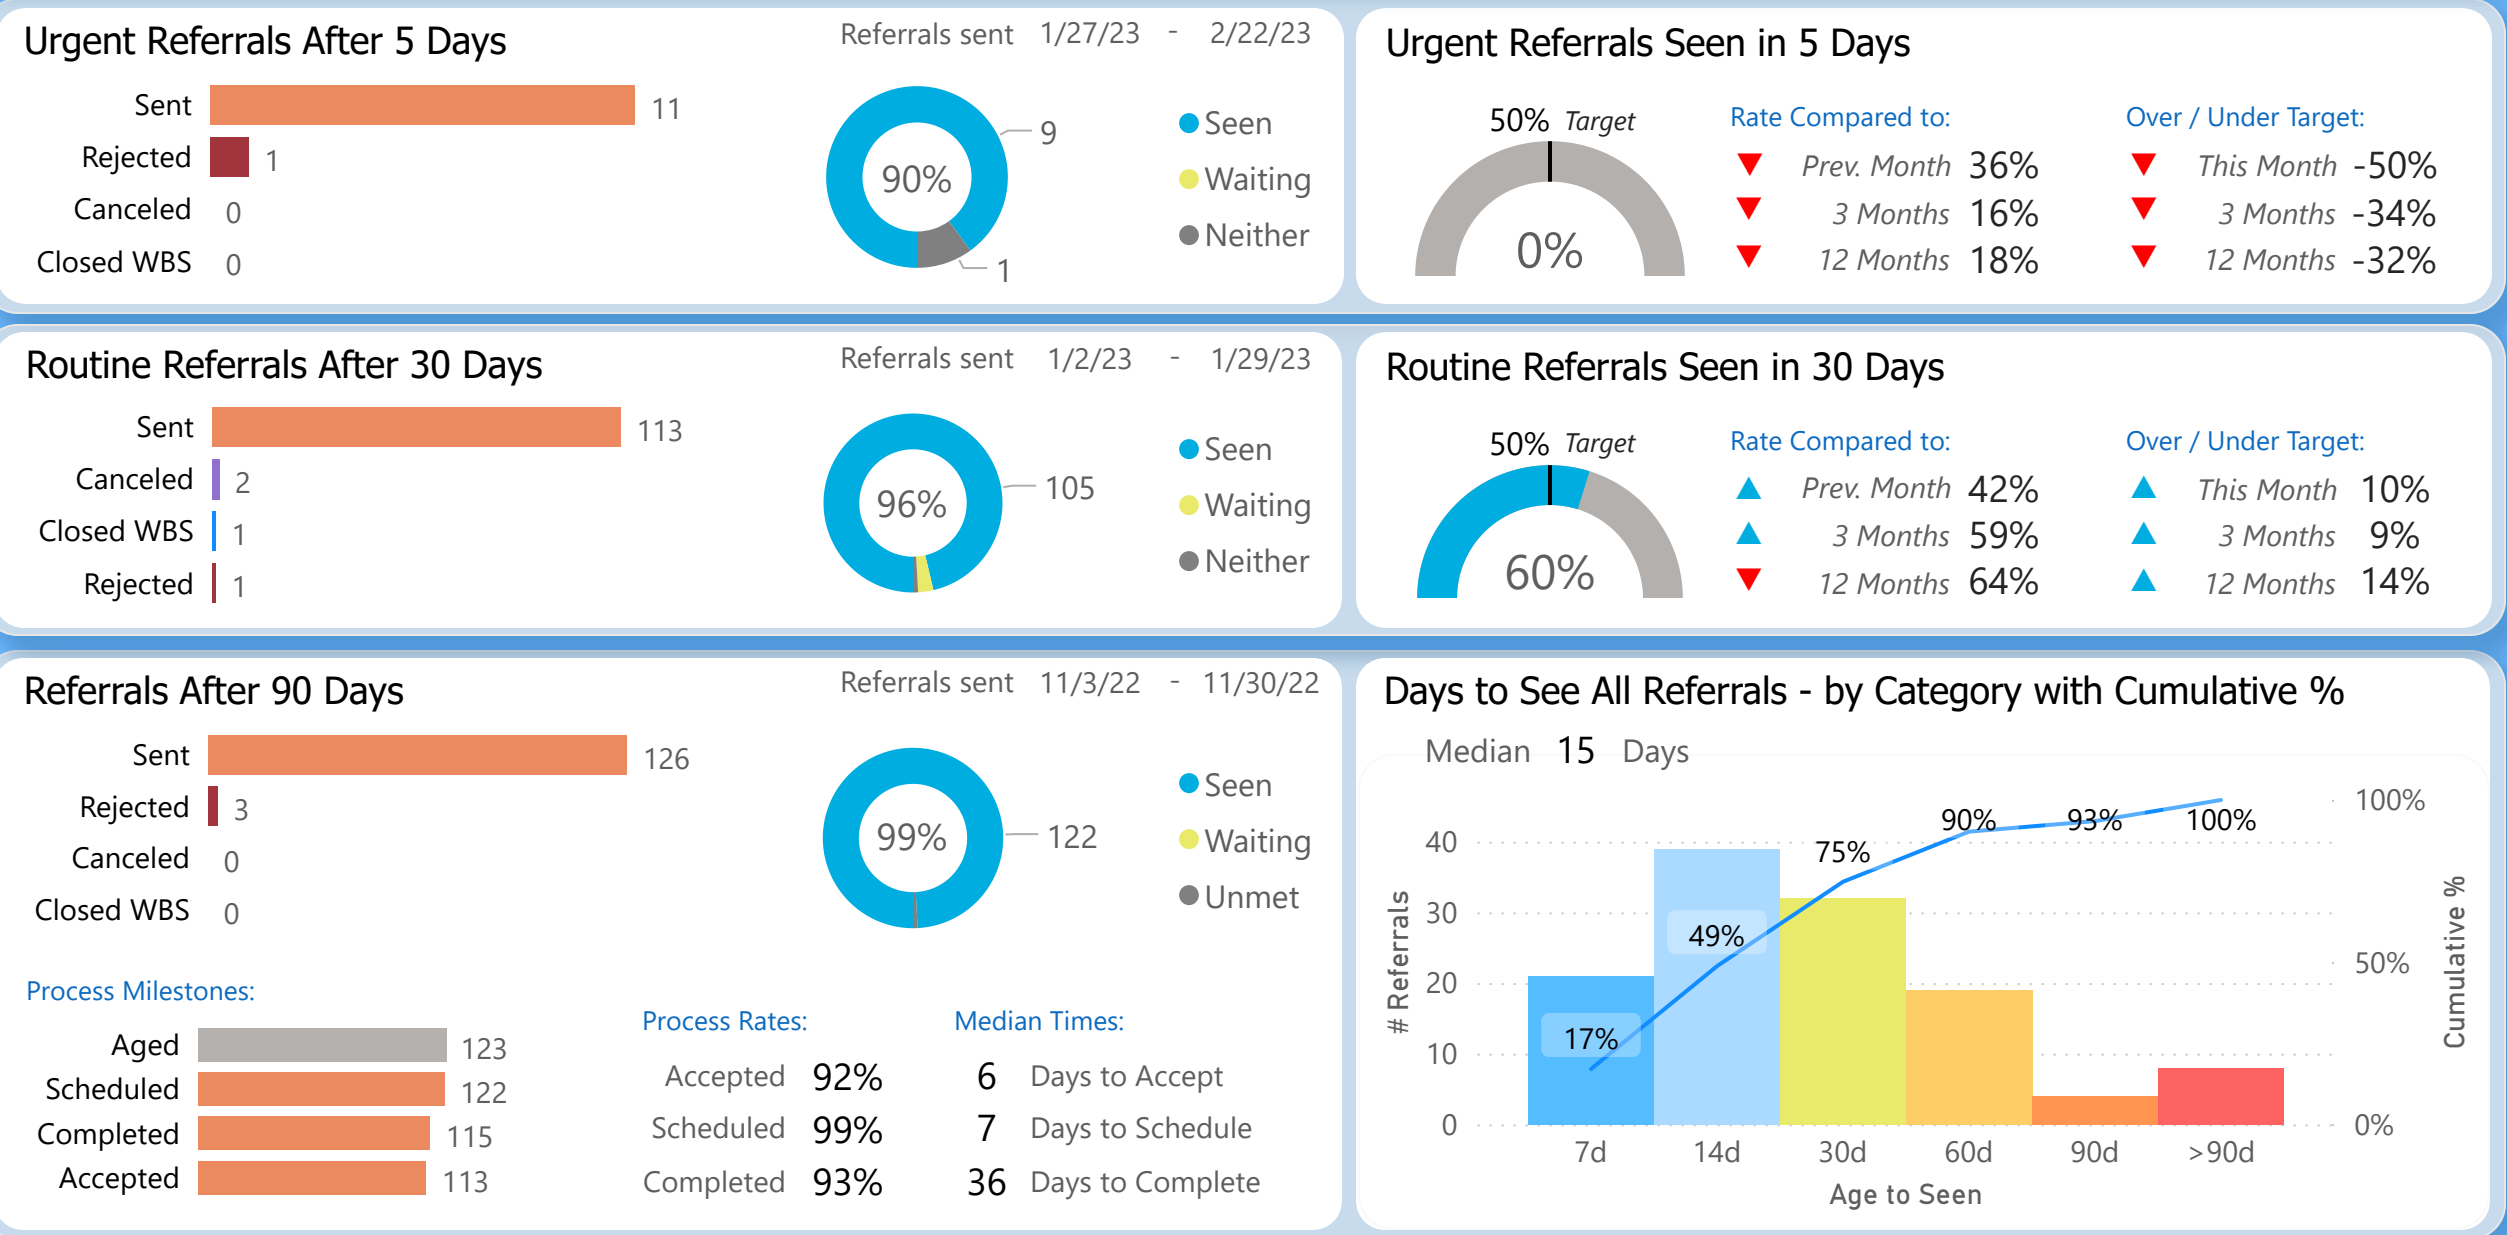 Urgent Referrals After 5 Days
Referrals sent 1/27/23 - 2/22/23
Sent 11
Rejected 1
Canceled 0
Closed WBS 0
90%
9
1
Seen
Waiting
Neither
Urgent Referrals Seen in 5 Days
50% Target
0%
Rate Compared to:
Prev. Month 36%
3 Months 16%
12 Months 18%
Over / Under Target:
This Month -50%
3 Months -34%
12 Months -32%
Routine Referrals After 30 Days
Referrals sent 1/2/23 - 1/29/23
Sent 113
Canceled 2
Closed WBS 1
Rejected 1
96%
105
Seen
Waiting
Neither
Routine Referrals Seen in 30 Days
50% Target
60%
Rate Compared to:
Prev. Month 42%
3 Months 59%
12 Months 64%
Over / Under Target:
This Month 10%
3 Months 9%
12 Months 14%
Referrals After 90 Days
Referrals sent 11/3/22 - 11/30/22
Sent 126
Rejected 3
Canceled 0
Closed WBS 0
99%
122
Seen
Waiting
Unmet
Process Milestones:
Aged 123
Scheduled 122
Completed 115
Accepted 113
Process Rates:
Accepted 92%
Scheduled 99%
Completed 93%
Median Times:
6 Days to Accept
7 Days to Schedule
36 Days to Complete
Days to See All Referrals - by Category with Cumulative %
Median 15 Days
# Referrals
40
30
20
10
0
17%
49%
75%
90%
93%
100%
100%
50%
0%
Cumulative %
7d 14d 30d 60d 90d >90d
Age to Seen